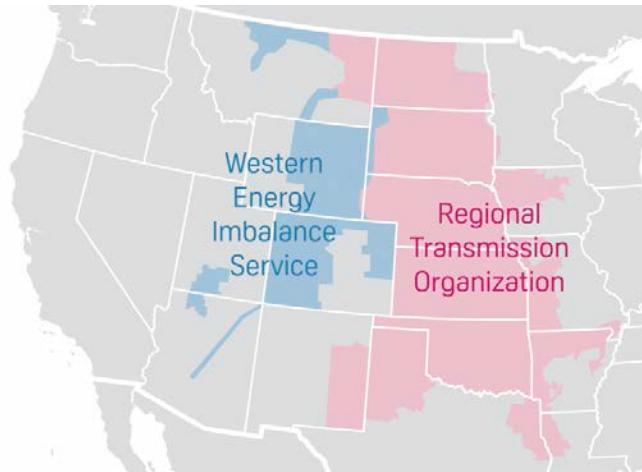 Western
Energy
Imbalance
Service
Regional
Transmission
Organization